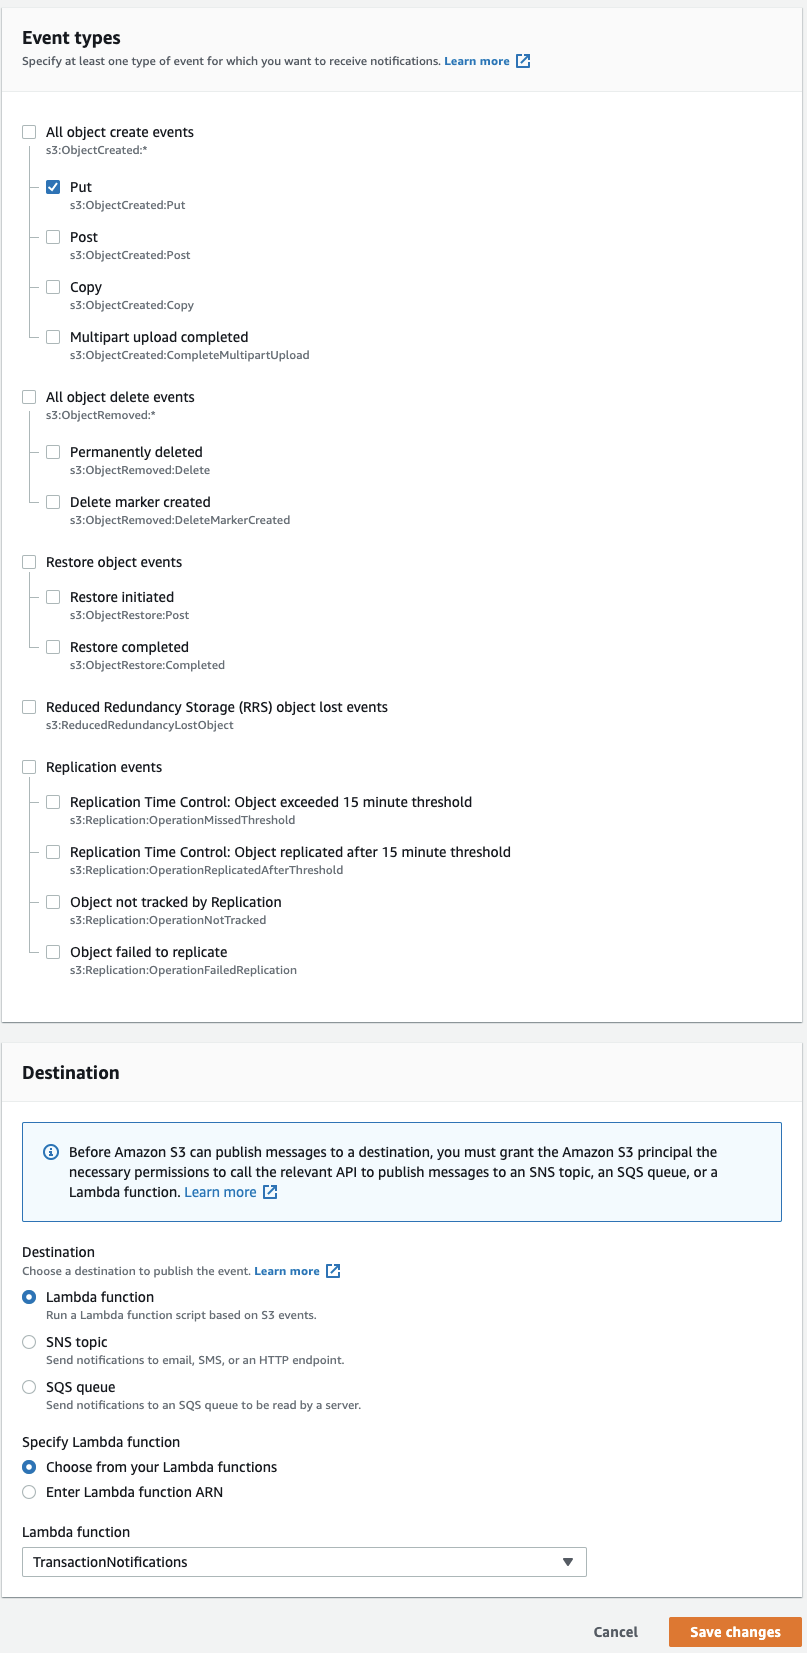 Event types
Specify at least one type of event for which you want to receive notifications. Learn more
All object create events
s3:ObjectCreated:*
Put
s3:ObjectCreated:Put
Post
s3:ObjectCreated:Post
Copy
s3:ObjectCreated:Copy
Multipart upload completed
s3:ObjectCreated:CompleteMultipartUpload
All object delete events
s3:ObjectRemoved:*
Permanently deleted
s3:ObjectRemoved:Delete
Delete marker created
s3:ObjectRemoved:DeleteMarkerCreated
Restore object events
Restore initiated
s3:ObjectRestore:Post
Restore completed
s3:ObjectRestore:Completed
Reduced Redundancy Storage (RRS) object lost events
s3:ReducedRedundancyLostObject
Replication events
Replication Time Control: Object exceeded 15 minute threshold
s3:Replication:OperationMissedThreshold
Replication Time Control: Object replicated after 15 minute threshold
s3:Replication:OperationReplicatedAfterThreshold
Object not tracked by Replication
s3:Replication:OperationNotTracked
Object failed to replicate
s3:Replication:OperationFailedReplication
Destination
Before Amazon S3 can publish messages to a destination, you must grant the Amazon S3 principal the
necessary permissions to call the relevant API to publish messages to an SNS topic, an SQS queue, or a
Lambda function. Learn more
Destination
Choose a destination to publish the event. Learn more
Lambda function
Run a Lambda function script based on S3 events.
SNS topic
Send notifications to email, SMS, or an HTTP endpoint.
SQS queue
Send notifications to an SQS queue to be read by a server.
Specify Lambda function
Choose from your Lambda functions
Enter Lambda function ARN
Lambda function
TransactionNotifications
Cancel Save changes